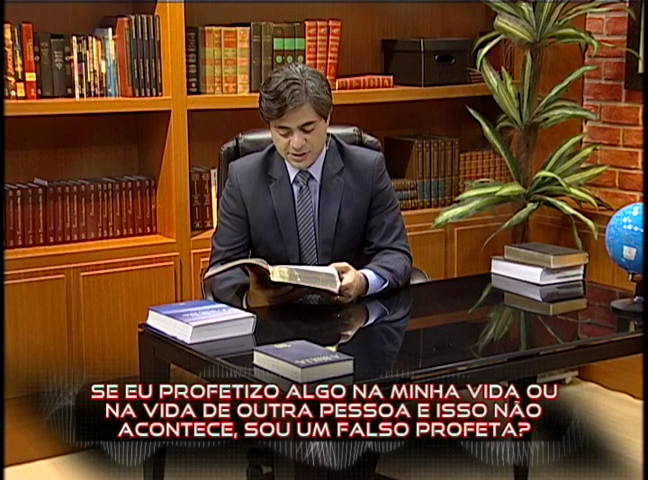 SE EU PROFETIZO ALGO NA MINHA VIDA OU
NA VIDA DE OUTRA PESSOA E ISSO NÃO
ACONTECE, SOU UM FALSO PROFETA?